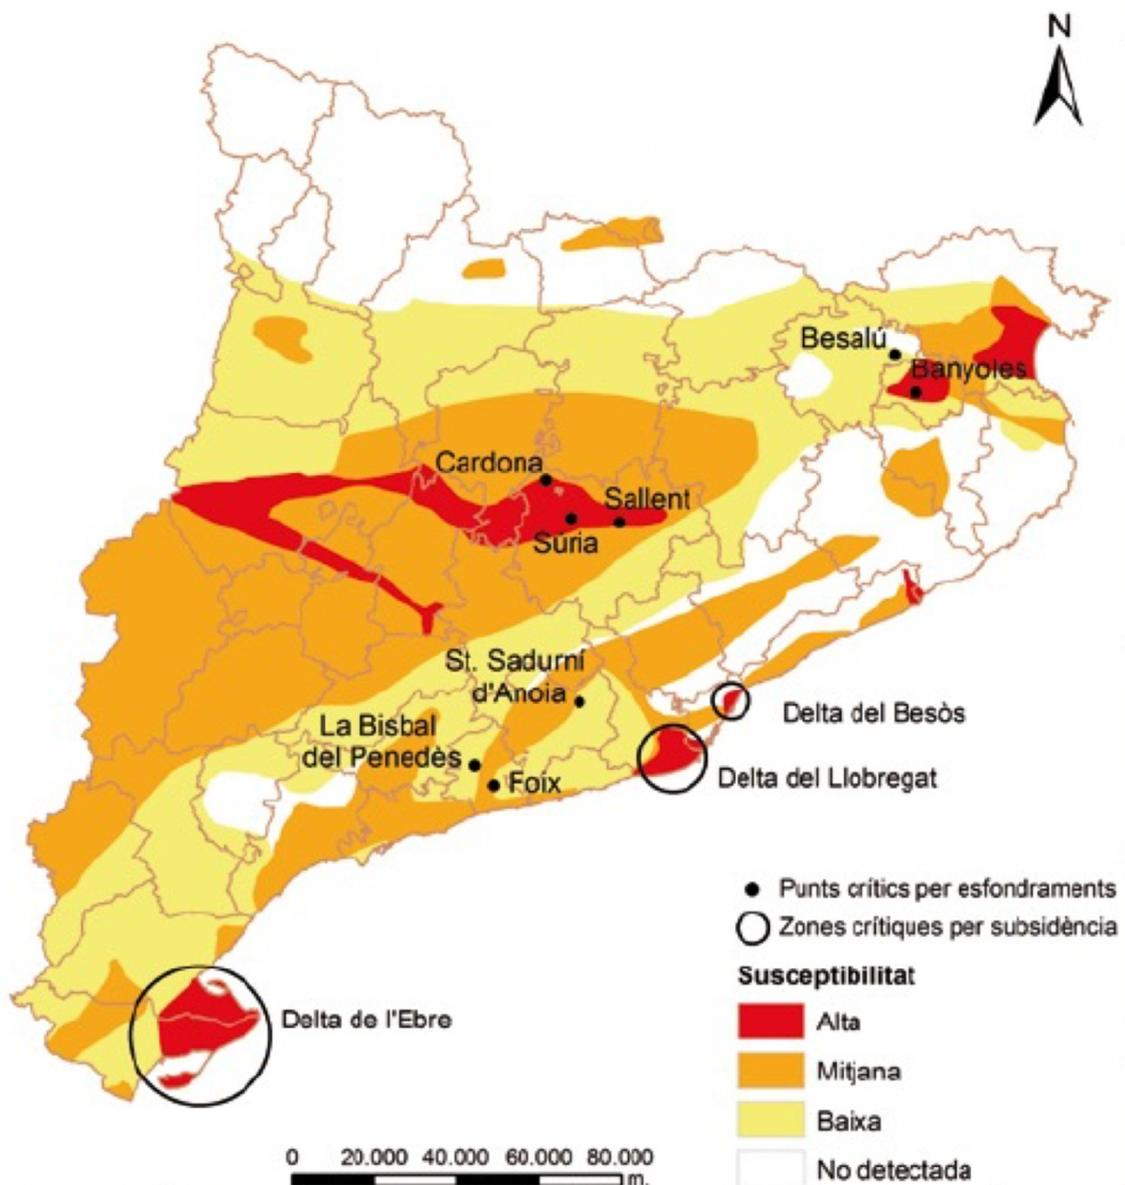 N
Besalú
Banyoles
Cardona
Sallent
Súria
St. Sadurní
d'Anoia
La Bisbal
del Penedès
Foix
Delta del Besòs
Delta del Llobregat
Delta de l'Ebre
Punts crítics per esfondraments
Zones crítiques per subsidència
Susceptibilitat
Alta
Mitjana
Baixa
No detectada
0 20.000 40.000 60.000 80.000
m.